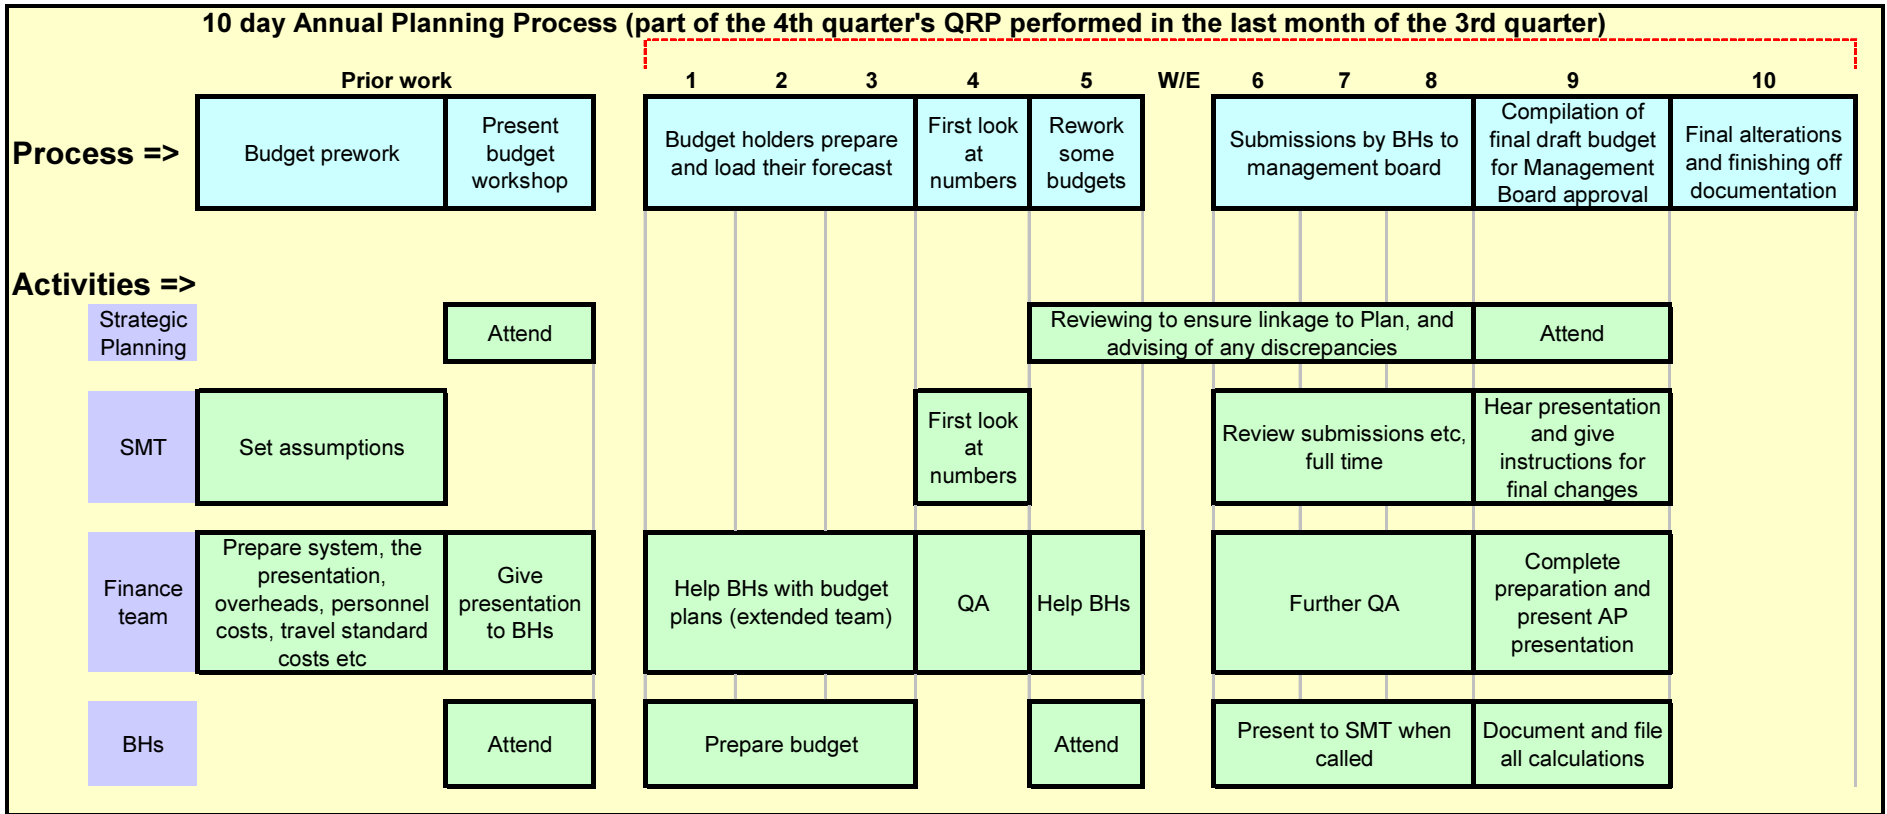 10 day Annual Planning Process (part of the 4th quarter's QRP performed in the last month of the 3rd quarter)
Prior work
1 2 3 4 5 W/E 6 7 8 9 10
Process =>
Budget prework
Present
budget
workshop
Budget holders prepare
and load their forecast
First look
at
numbers
Rework
some
budgets
Submissions by BHs to
management board
Compilation of
final draft budget
for Management
Board approval
Final alterations
and finishing off
documentation
Activities =>
Strategic
Planning
Attend
Reviewing to ensure linkage to Plan, and
advising of any discrepancies
Attend
SMT
Set assumptions
First look
at
numbers
Review submissions etc,
full time
Hear presentation
and give
instructions for
final changes
Finance
team
Prepare system, the
presentation,
overheads, personnel
costs, travel standard
costs etc
Give
presentation
to BHs
Help BHs with budget
plans (extended team)
QA
Help BHs
Further QA
Complete
preparation and
present AP
presentation
BHs
Attend
Prepare budget
Attend
Present to SMT when
called
Document and file
all calculations